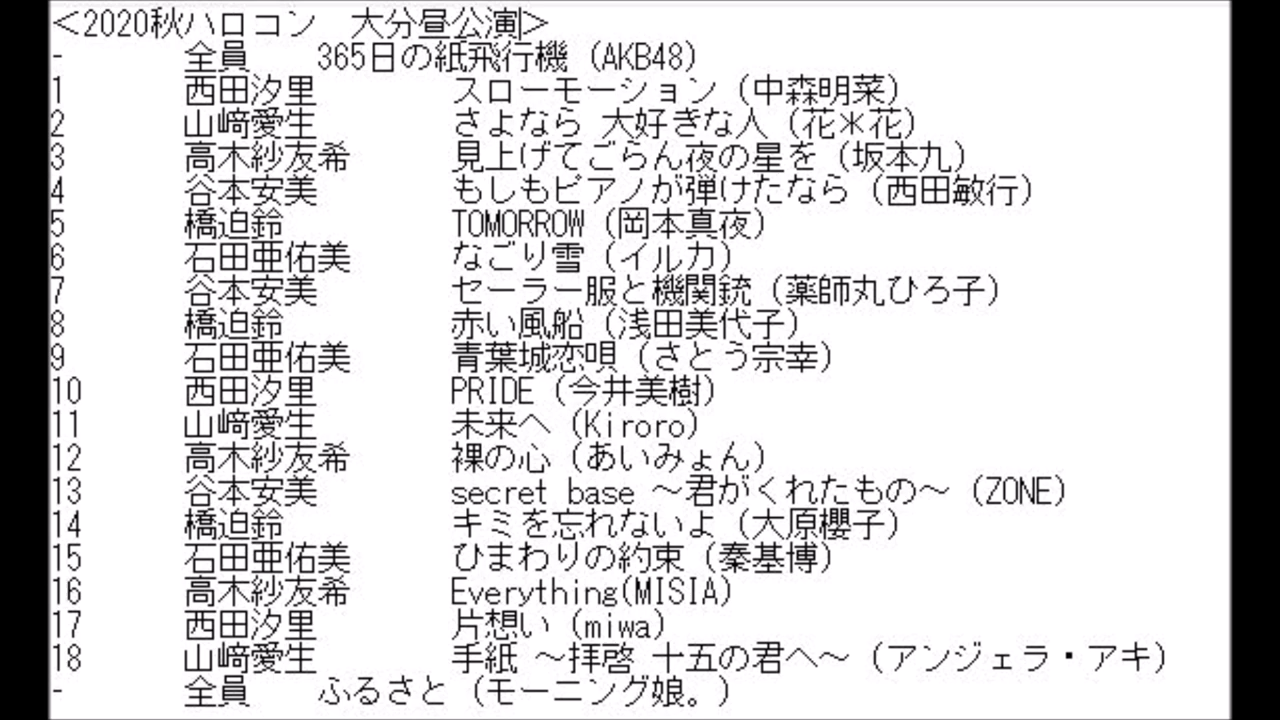 ＜2020秋ハロコン　大分昼公演＞
- 全員 365日の紙飛行機（AKB48）
1 西田汐里 スローモーション（中森明菜）
2 山﨑愛生 さよなら 大好きな人（花＊花）
3 高木紗友希 見上げてごらん夜の星を（坂本九）
4 谷本安美 もしもピアノが弾けたなら（西田敏行）
5 橋迫鈴 TOMORROW（岡本真夜）
6 石田亜佑美 なごり雪（イルカ）
7 谷本安美 セーラー服と機関銃（薬師丸ひろ子）
8 橋迫鈴 赤い風船（浅田美代子）
9 石田亜佑美 青葉城恋唄（さとう宗幸）
10 西田汐里 PRIDE（今井美樹）
11 山﨑愛生 未来へ（Kiroro）
12 高木紗友希 裸の心（あいみょん）
13 谷本安美 secret base ～君がくれたもの～（ZONE）
14 橋迫鈴 キミを忘れないよ（大原櫻子）
15 石田亜佑美 ひまわりの約束（秦基博）
16 高木紗友希 Everything(MISIA)
17 西田汐里 片想い（miwa）
18 山﨑愛生 手紙 ～拝啓 十五の君へ～（アンジェラ・アキ）
- 全員 ふるさと（モーニング娘。）